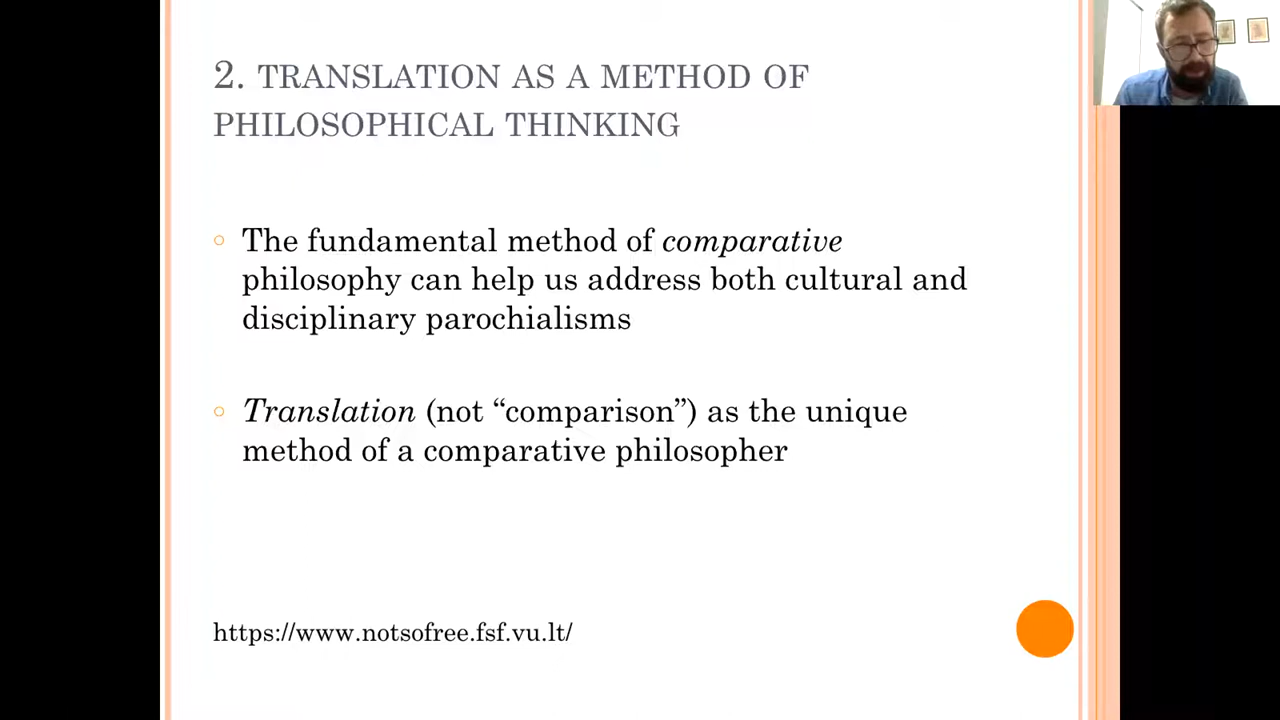 2. TRANSLATION AS A METHOD OF
PHILOSOPHICAL THINKING
The fundamental method of comparative
philosophy can help us address both cultural and
disciplinary parochialisms
Translation (not “comparison”) as the unique
method of a comparative philosopher
https://www.notsofree.fsf.vu.lt/